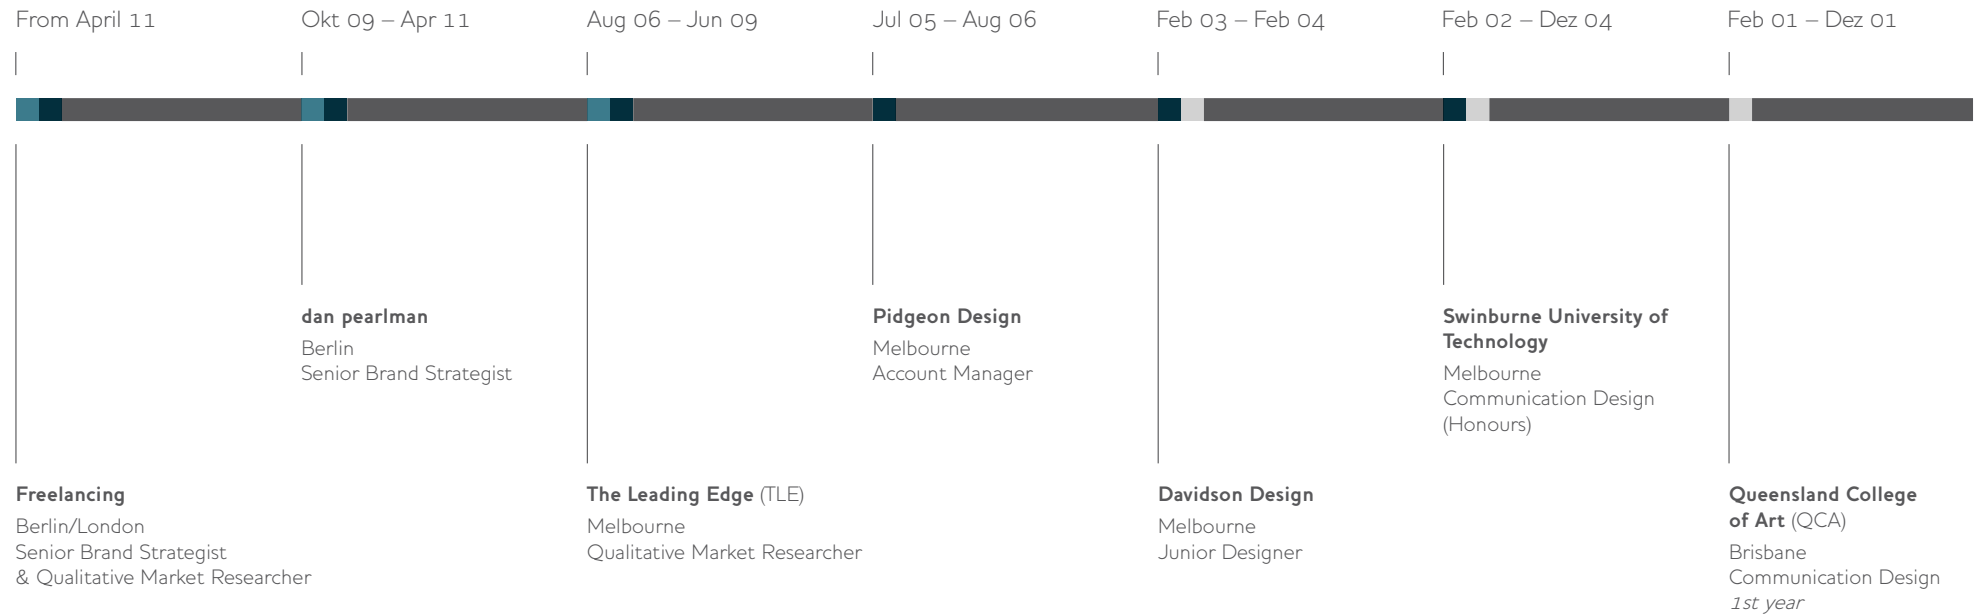 From April 11
Okt 09 – Apr 11
Aug 06 – Jun 09
Jul 05 – Aug 06
Feb 03 – Feb 04
Feb 02 – Dez 04
Feb 01 – Dez 01
dan pearlman
Berlin
Senior Brand Strategist
Pidgeon Design
Melbourne
Account Manager
Swinburne University of
Technology
Melbourne
Communication Design
(Honours)
Freelancing
Berlin/London
Senior Brand Strategist
& Qualitative Market Researcher
The Leading Edge (TLE)
Melbourne
Qualitative Market Researcher
Davidson Design
Melbourne
Junior Designer
Queensland College
of Art (QCA)
Brisbane
Communication Design
1st year